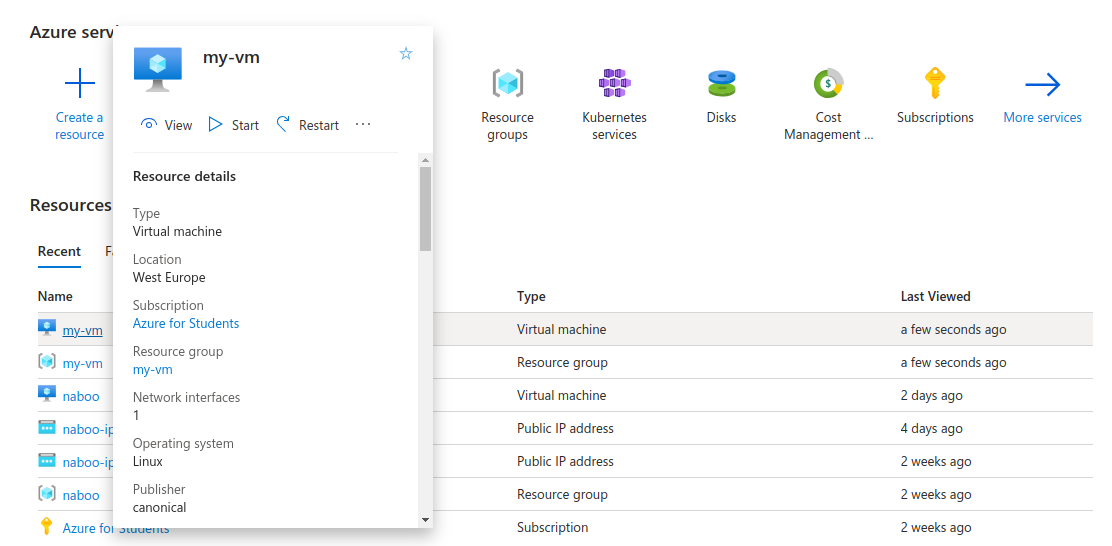 Azure serv
my-vm
View Start Restart ...
Resource details
Type
Virtual machine
Location
West Europe
Subscription
Azure for Students
Resource group
my-vm
Network interfaces
1
Operating system
Linux
Publisher
canonical
Create a
resource
Resource
groups
Kubernetes
services
Disks
Cost
Management ...
Subscriptions
More services
Resources
Recent
Name Type Last Viewed
my-vm Virtual machine a few seconds ago
my-vm Resource group a few seconds ago
naboo Virtual machine 2 days ago
naboo-ip Public IP address 4 days ago
naboo-ip Public IP address 2 weeks ago
naboo Resource group 2 weeks ago
Azure for Students Subscription 2 weeks ago